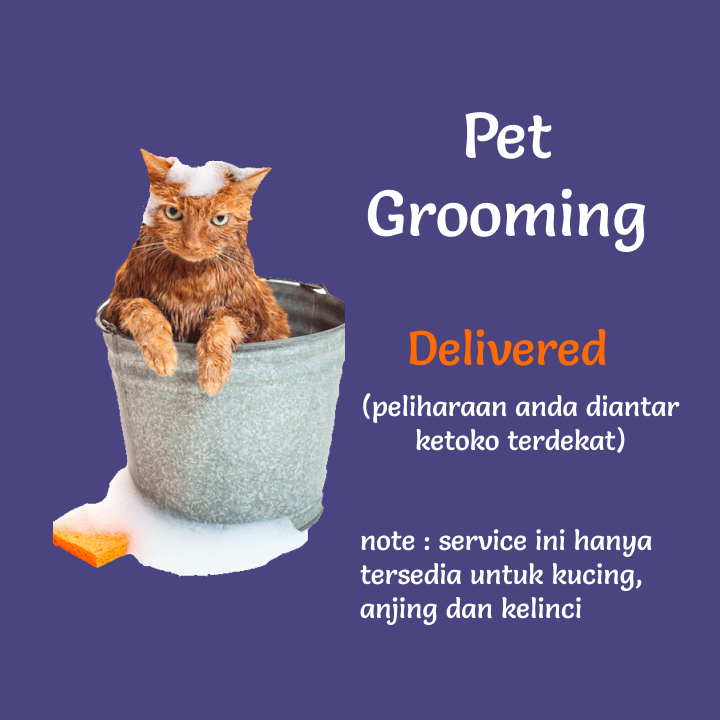 Pet
Grooming
Delivered
(peliharaan anda diantar
ketoko terdekat)
note : service ini hanya
tersedia untuk kucing,
anjing dan kelinci